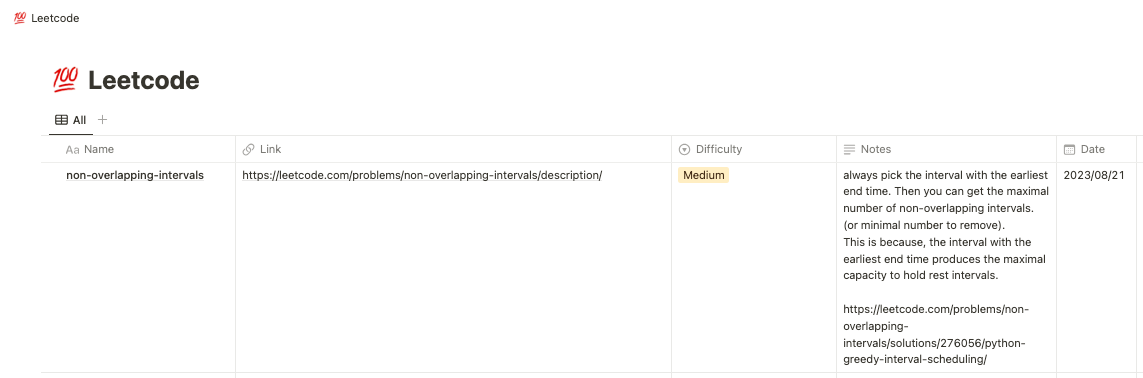 💯 Leetcode
💯 Leetcode
All +
Aa Name Link Difficulty Notes Date
non-overlapping-intervals https://leetcode.com/problems/non-overlapping-intervals/description/ Medium always pick the interval with the earliest 2023/08/21
end time. Then you can get the maximal
number of non-overlapping intervals.
(or minimal number to remove).
This is because, the interval with the
earliest end time produces the maximal
capacity to hold rest intervals.
https://leetcode.com/problems/non-
overlapping-
intervals/solutions/276056/python-
greedy-interval-scheduling/